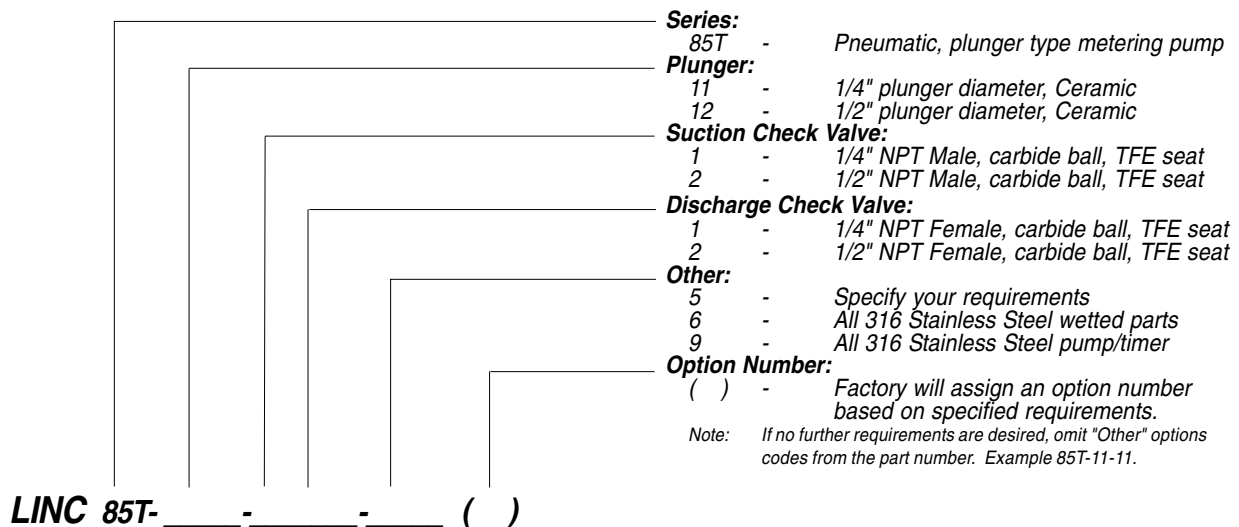 Series:
85T - Pneumatic, plunger type metering pump
Plunger:
11 - 1/4" plunger diameter, Ceramic
12 - 1/2" plunger diameter, Ceramic
Suction Check Valve:
1 - 1/4" NPT Male, carbide ball, TFE seat
2 - 1/2" NPT Male, carbide ball, TFE seat
Discharge Check Valve:
1 - 1/4" NPT Female, carbide ball, TFE seat
2 - 1/2" NPT Female, carbide ball, TFE seat
Other:
5 - Specify your requirements
6 - All 316 Stainless Steel wetted parts
9 - All 316 Stainless Steel pump/timer
Option Number:
( ) - Factory will assign an option number
based on specified requirements.
Note: If no further requirements are desired, omit "Other" options
codes from the part number. Example 85T-11-11.
LINC 85T- _____-_______-_____ ( )